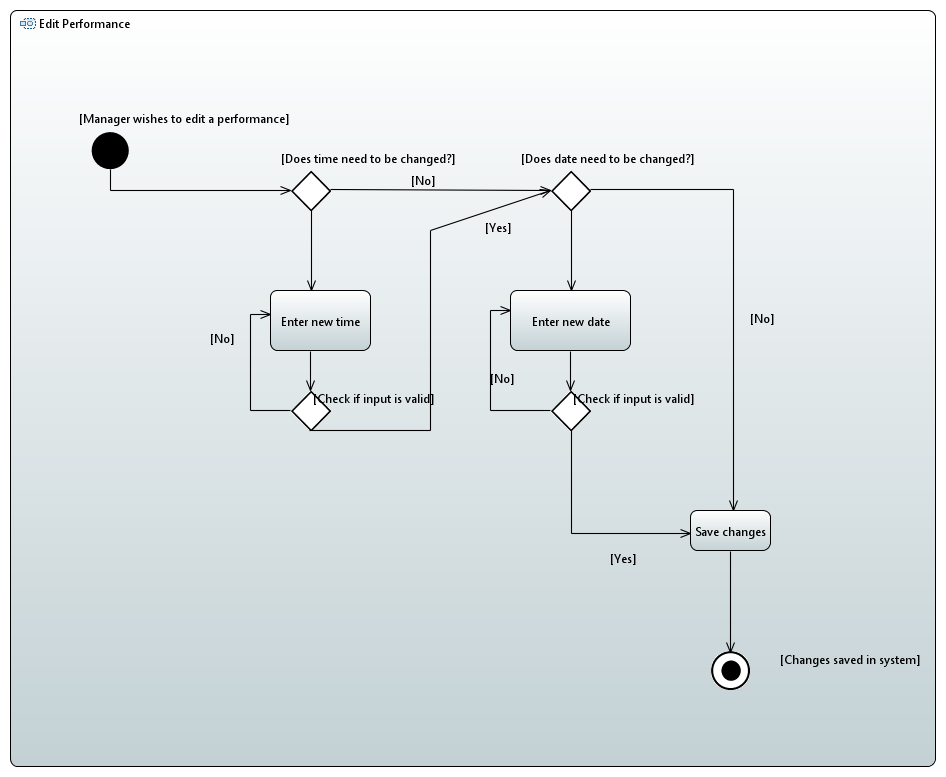 Edit Performance
[Manager wishes to edit a performance]
[Does time need to be changed?]
[Does date need to be changed?]
[No]
[Yes]
Enter new time
Enter new date
[No]
[No]
[No]
[Check if input is valid]
[Check if input is valid]
Save changes
[Yes]
[Changes saved in system]